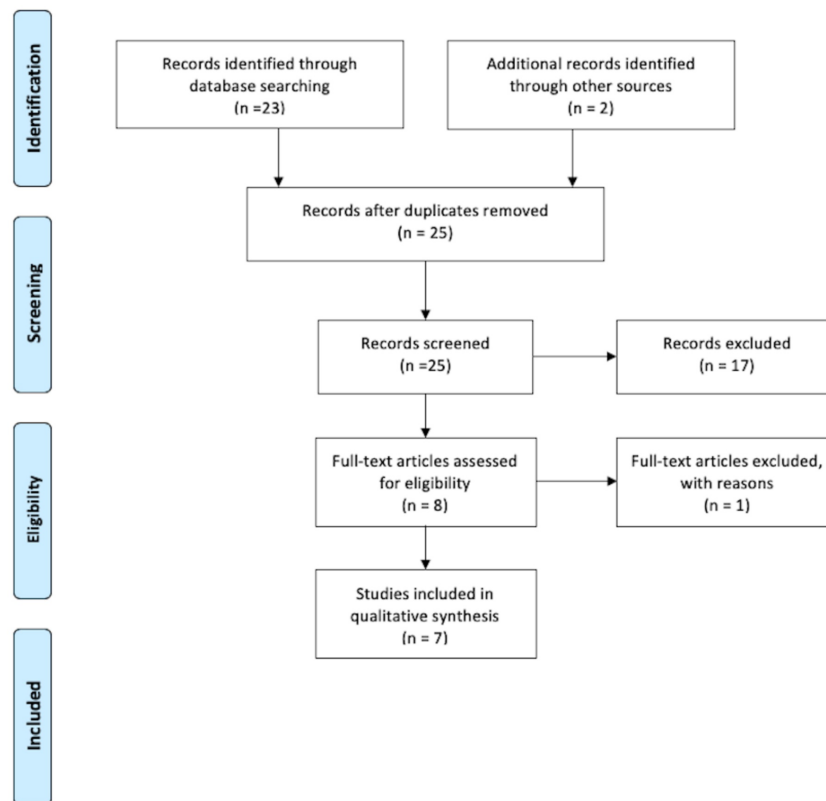 Identification
Records identified through
database searching
(n =23)
Additional records identified
through other sources
(n = 2)
Records after duplicates removed
(n = 25)
Screening
Records screened
(n =25)
Records excluded
(n = 17)
Eligibility
Full-text articles assessed
for eligibility
(n = 8)
Full-text articles excluded,
with reasons
(n = 1)
Studies included in
qualitative synthesis
(n = 7)
Included